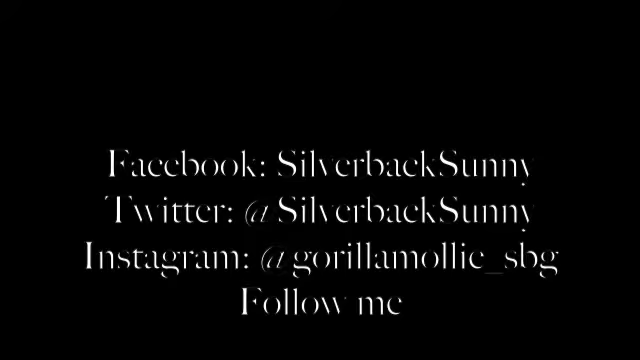 Facebook: SilverbackSunny
Twitter: @SilverbackSunny
Instagram: @gorillamollie_sbg
Follow me